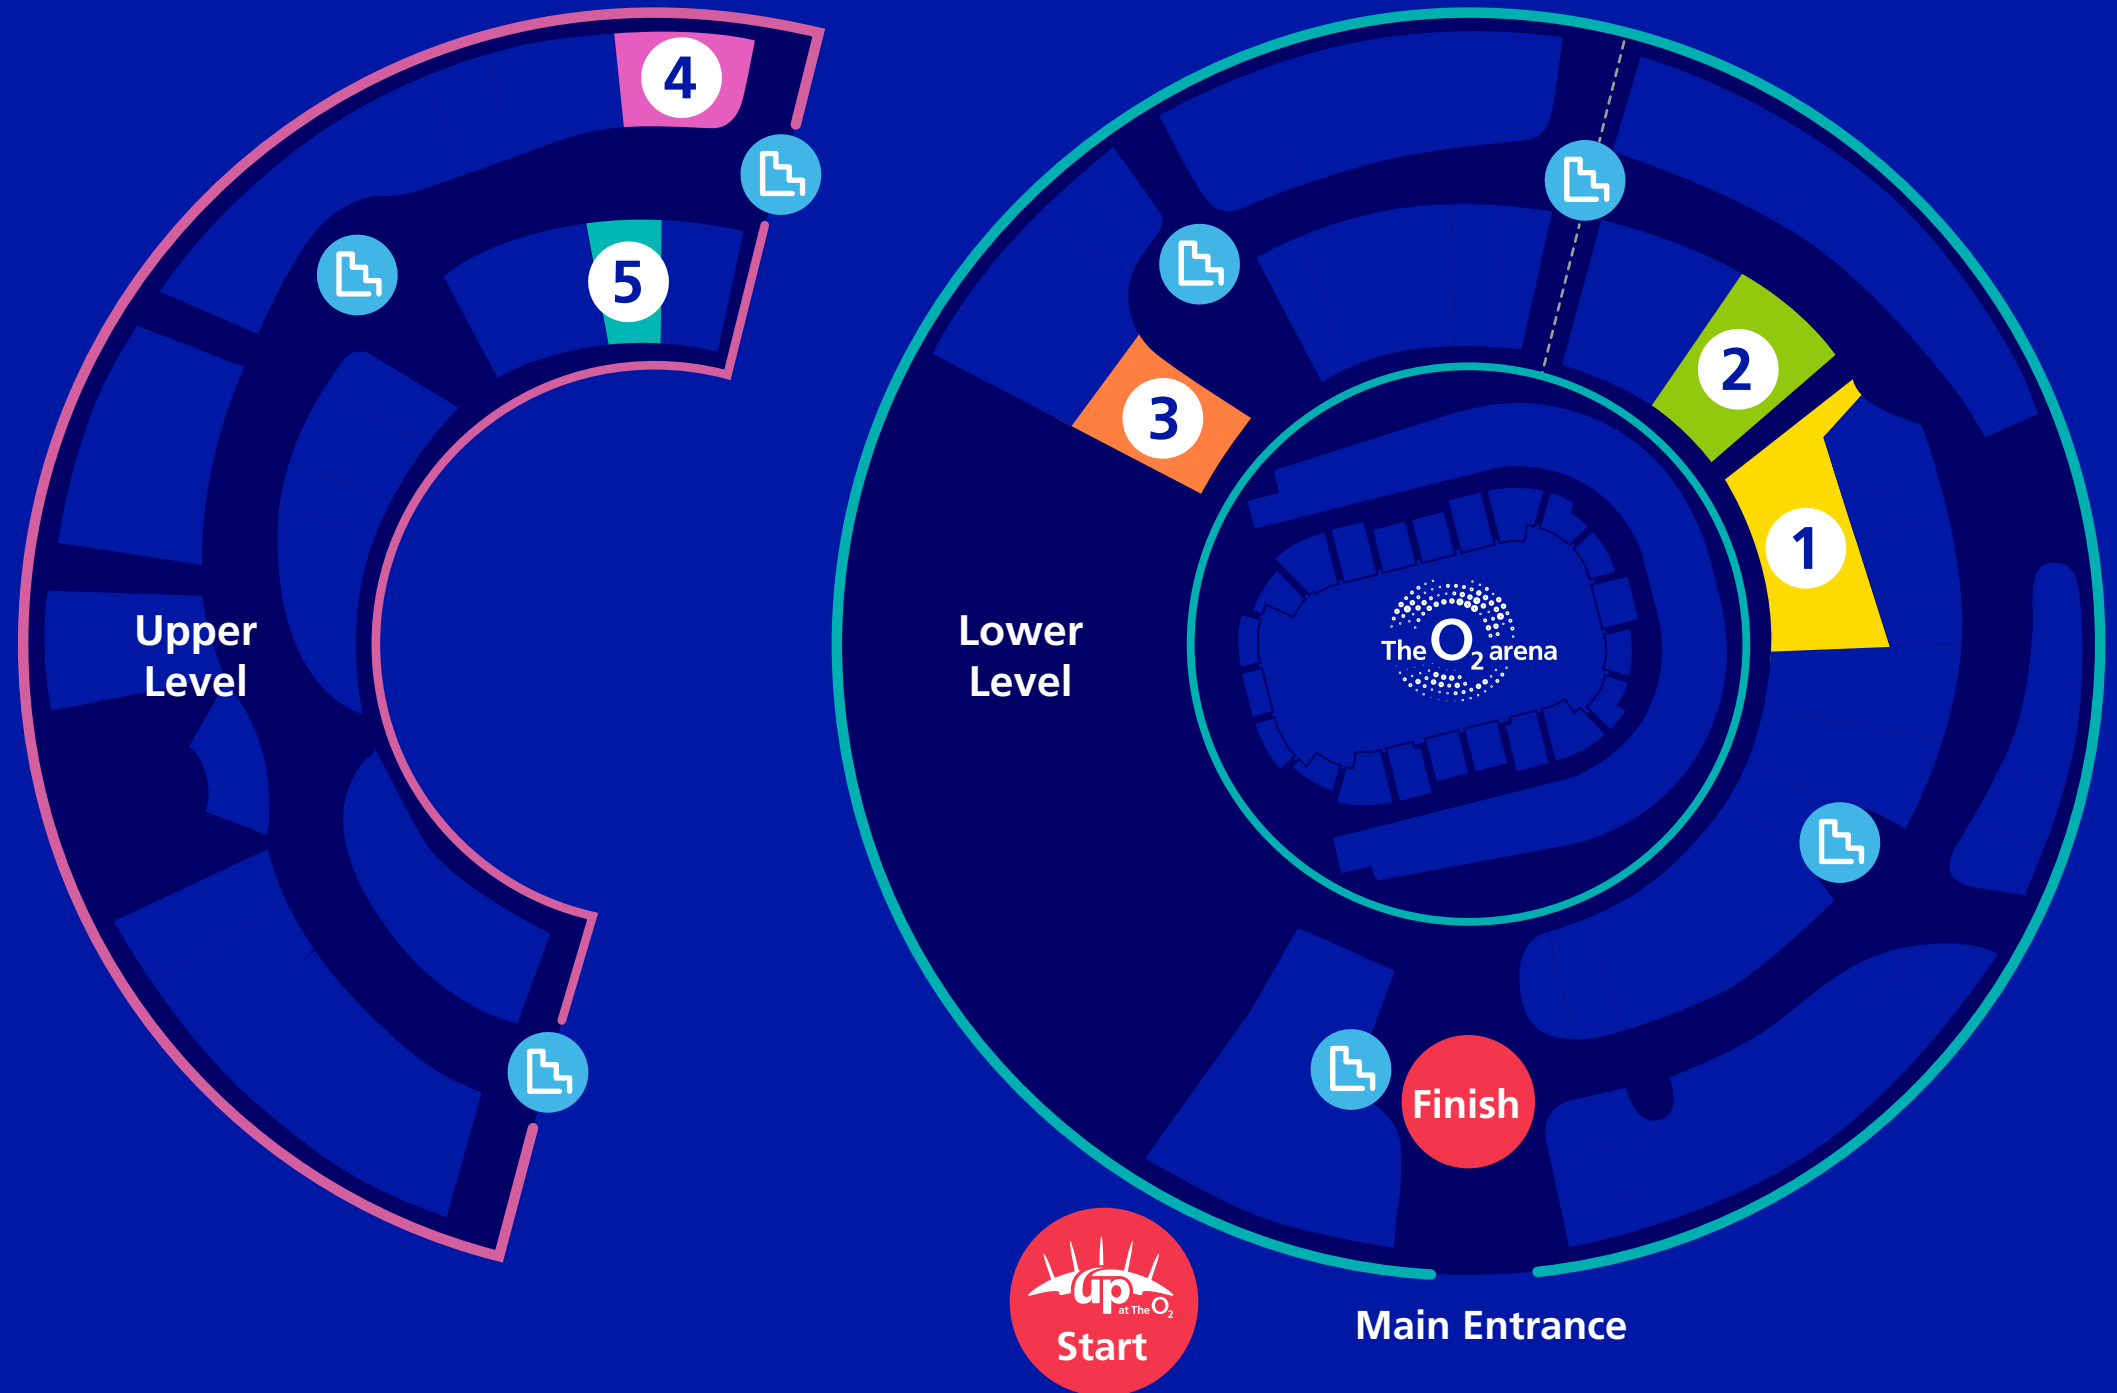 4
5
2
3
1
Upper
Level
Lower
Level
The O2 arena
Finish
up
at The O2
Start
Main Entrance